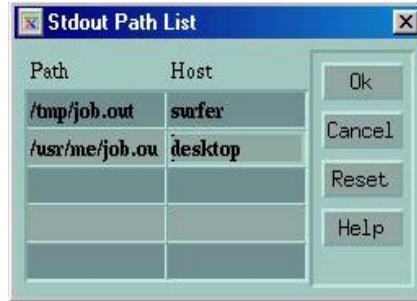 Stdout Path List
Path Host
/tmp/job.out surfer
/usr/me/job.ou desktop
Ok
Cancel
Reset
Help